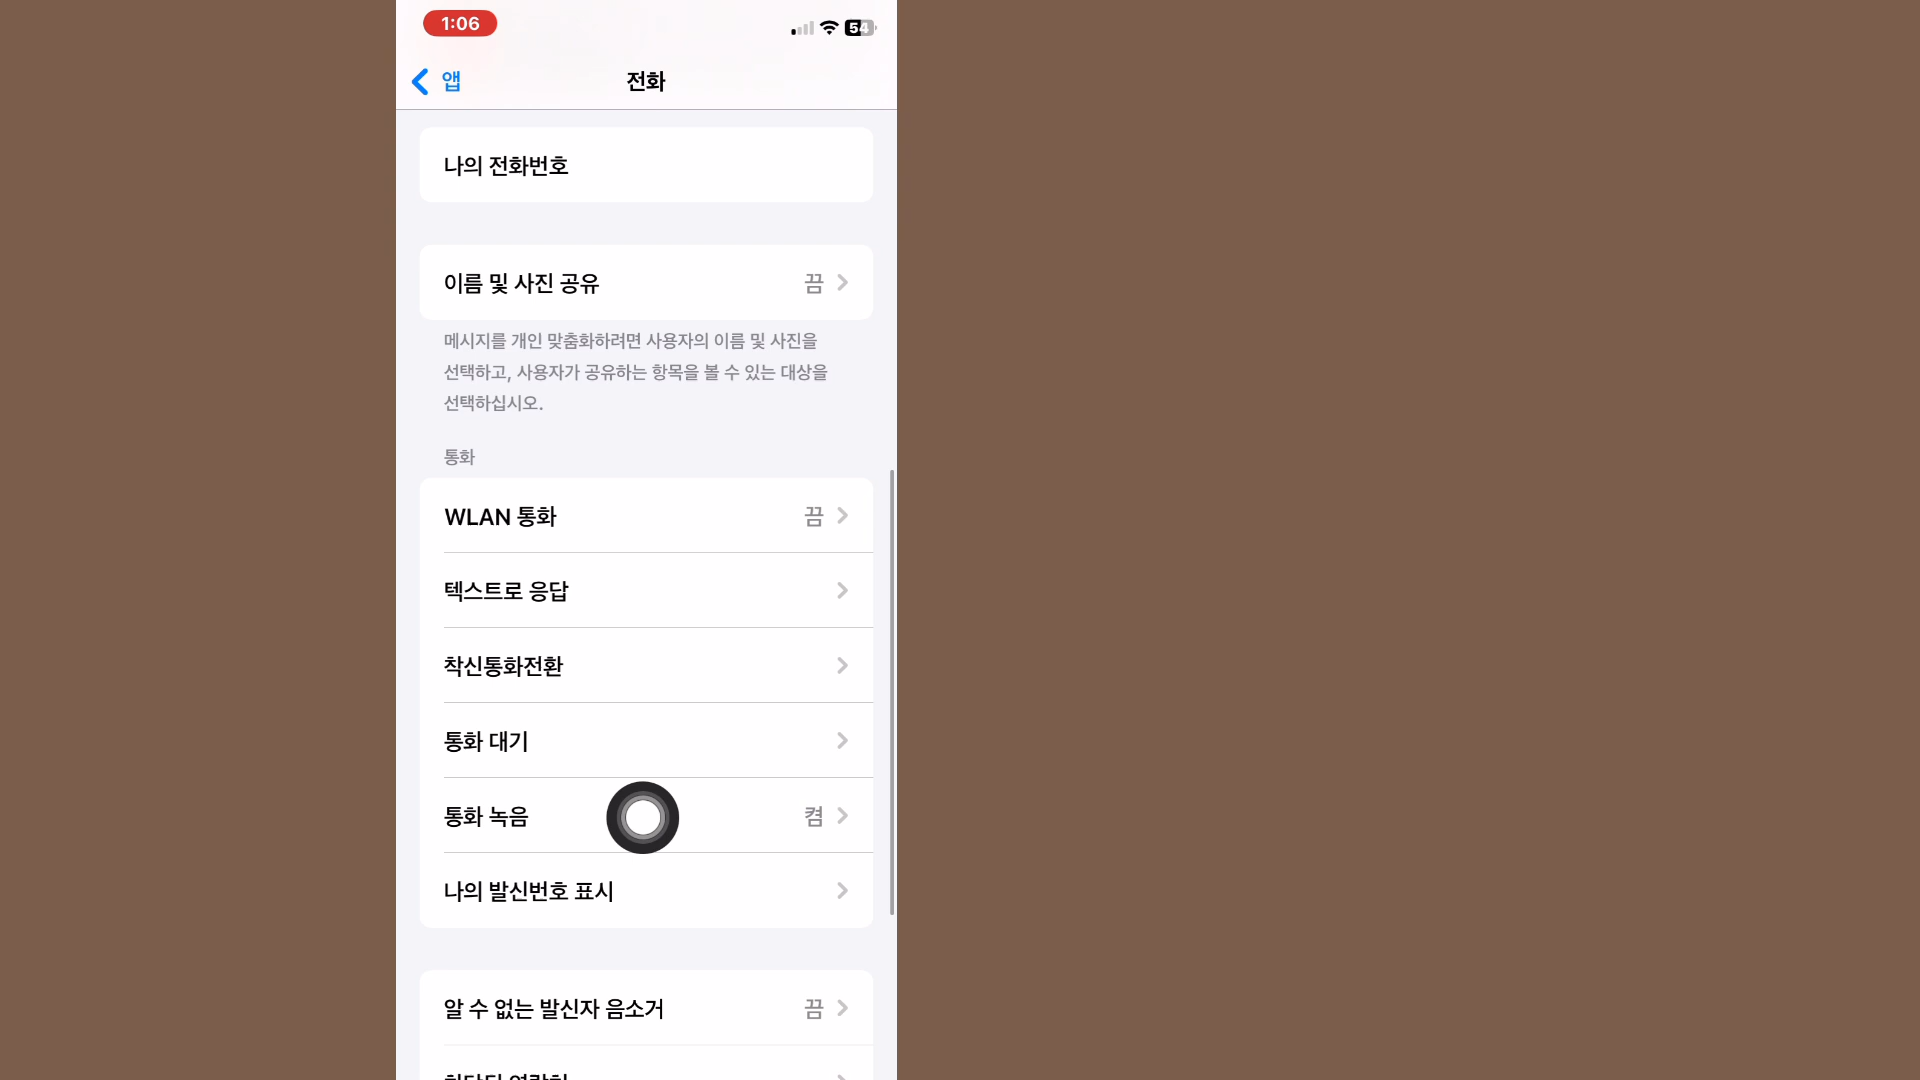 1:06
54
앱
전화
나의 전화번호
이름 및 사진 공유
끔
메시지를 개인 맞춤화하려면 사용자의 이름 및 사진을
선택하고, 사용자가 공유하는 항목을 볼 수 있는 대상을
선택하십시오.
통화
WLAN 통화
끔
텍스트로 응답
착신통화전환
통화 대기
통화 녹음
켬
나의 발신번호 표시
알 수 없는 발신자 음소거
끔